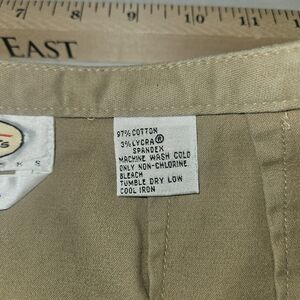 7 8 9 10 11
EAST
97% COTTON
3% LYCRA®
SPANDEX
MACHINE WASH COLD
ONLY NON-CHLORINE
BLEACH
TUMBLE DRY LOW
COOL IRON